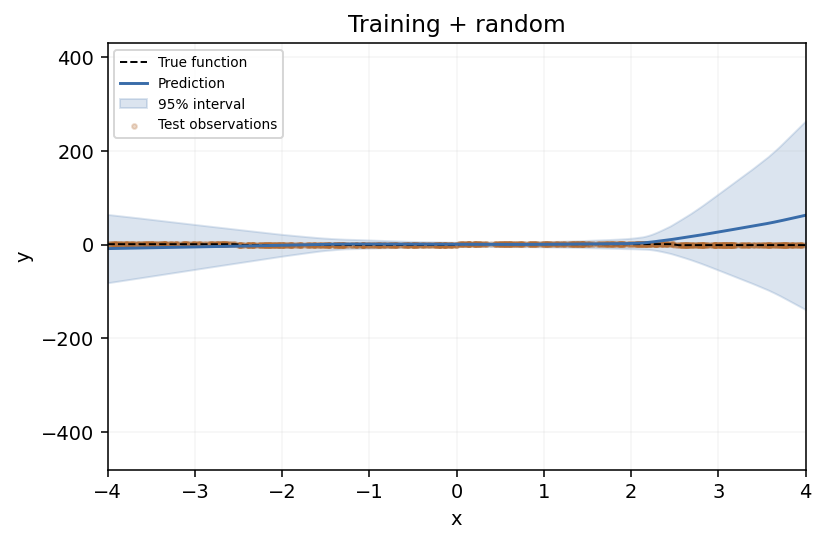 Training + random
400
200
0
−200
−400
y
True function
Prediction
95% interval
Test observations
−4
−3
−2
−1
0
1
2
3
4
x